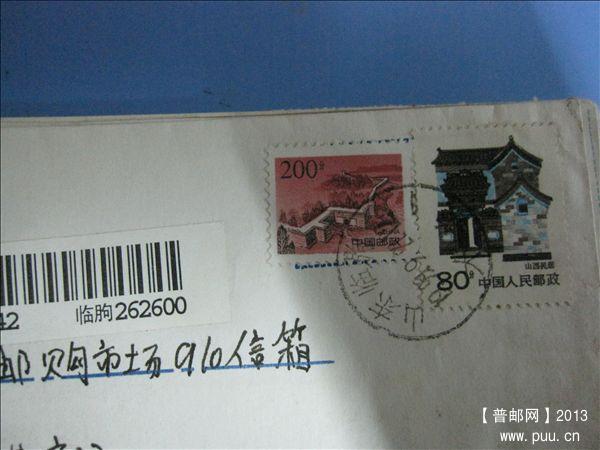 200分
中国邮政
山西民居
80分
中国人民邮政
42
临朐262600
邮购市场910信箱
【普邮网】2013
www.puu.cn